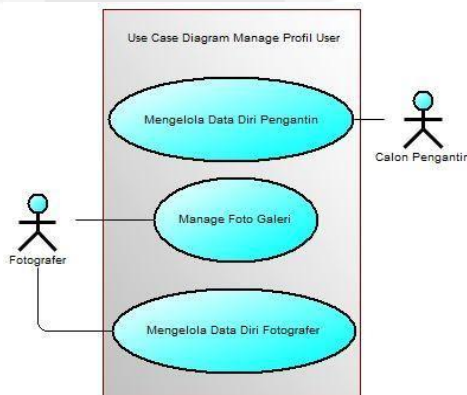 Use Case Diagram Manage Profil User
Mengelola Data Diri Pengantin
Calon Pengantin
Manage Foto Galeri
Fotografer
Mengelola Data Diri Fotografer